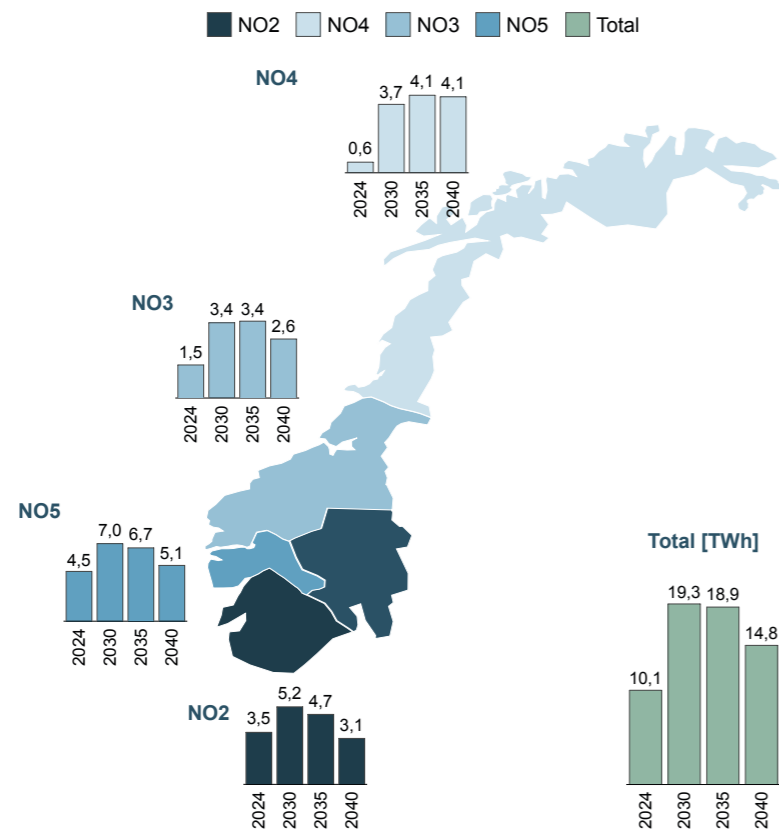 NO2 NO4 NO3 NO5 Total
NO4
0,6 3,7 4,1 4,1
2024 2030 2035 2040
NO3
1,5 3,4 3,4 2,6
2024 2030 2035 2040
NO5
4,5 7,0 6,7 5,1
2024 2030 2035 2040
Total [TWh]
10,1 19,3 18,9 14,8
2024 2030 2035 2040
NO2
3,5 5,2 4,7 3,1
2024 2030 2035 2040